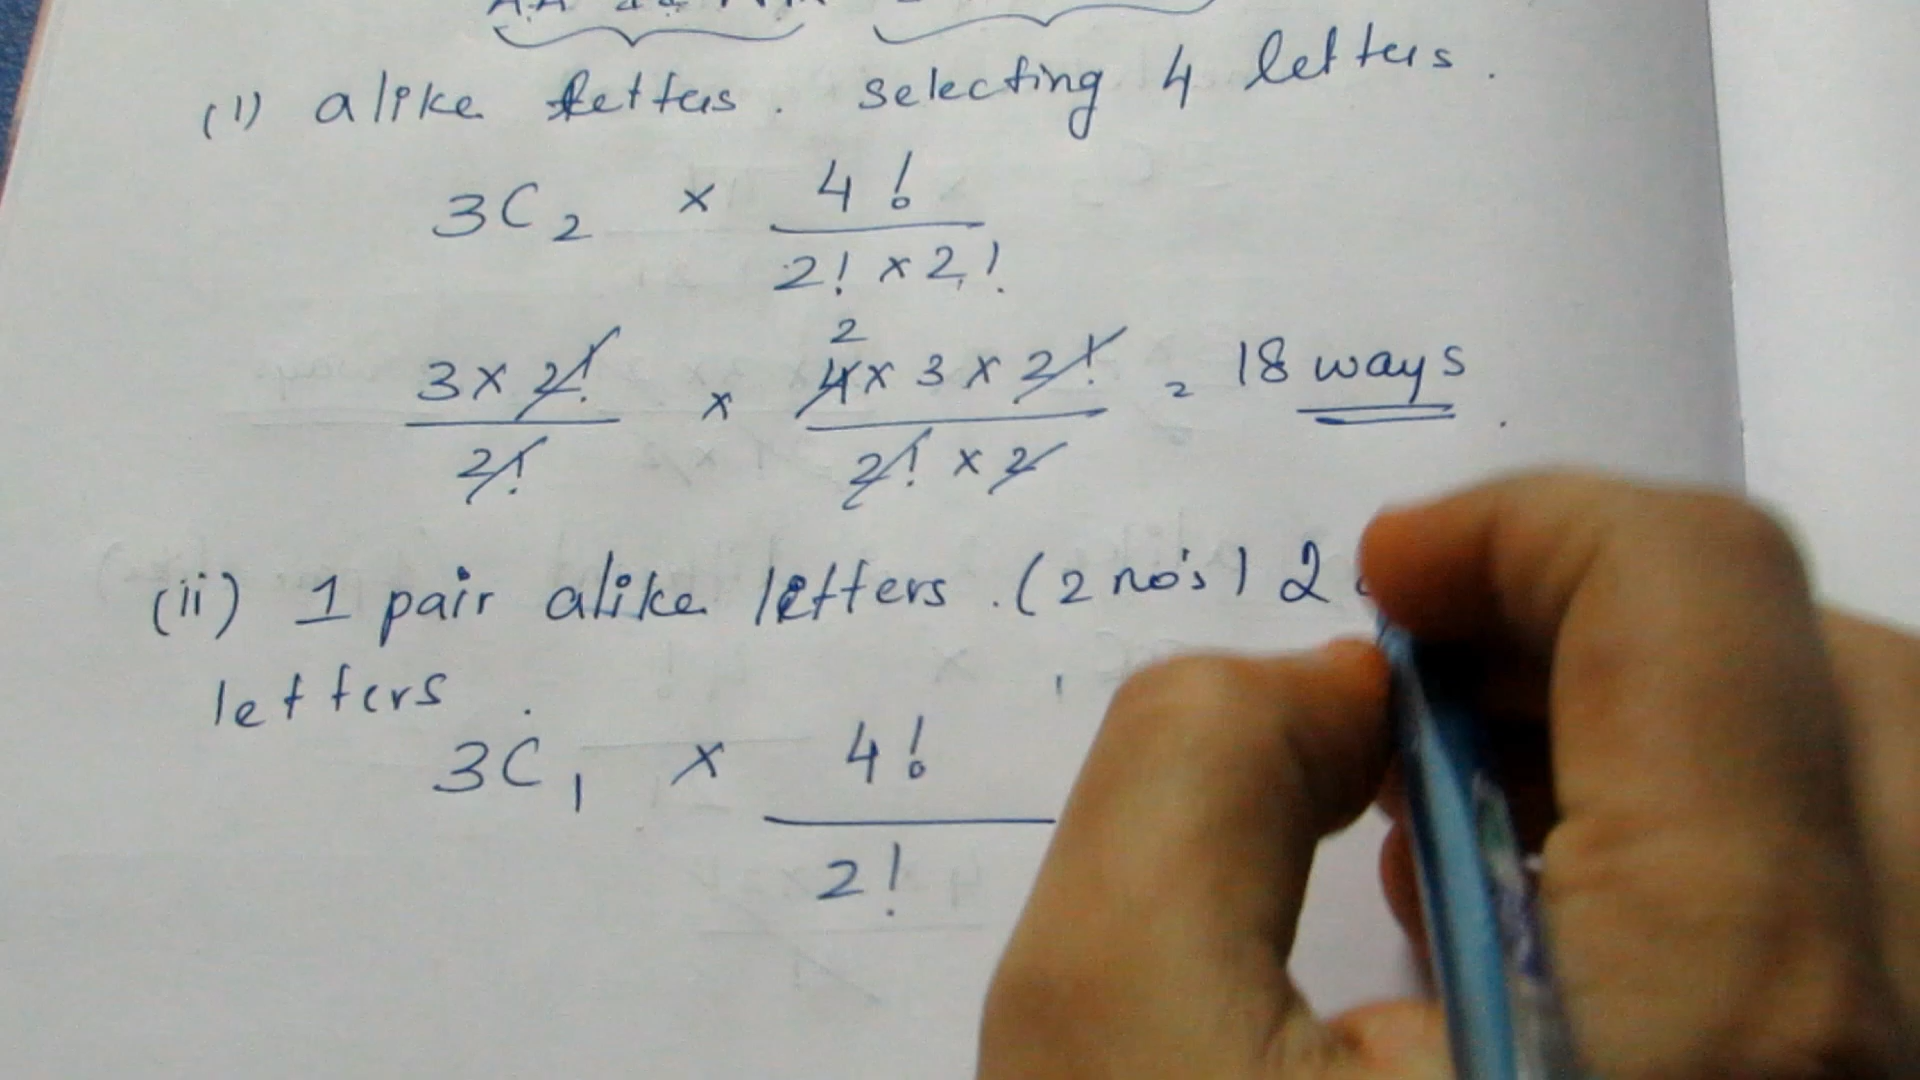 (i) alike letters. selecting 4 letters.
3C2 x 4! / 2! x 2!
3 x 2! / 2! x 4 x 3 x 2! / 2! x 2 = 18 ways.
2
(ii) 1 pair alike letters. (2 no's) 2
letters.
3C1 x 4! / 2!